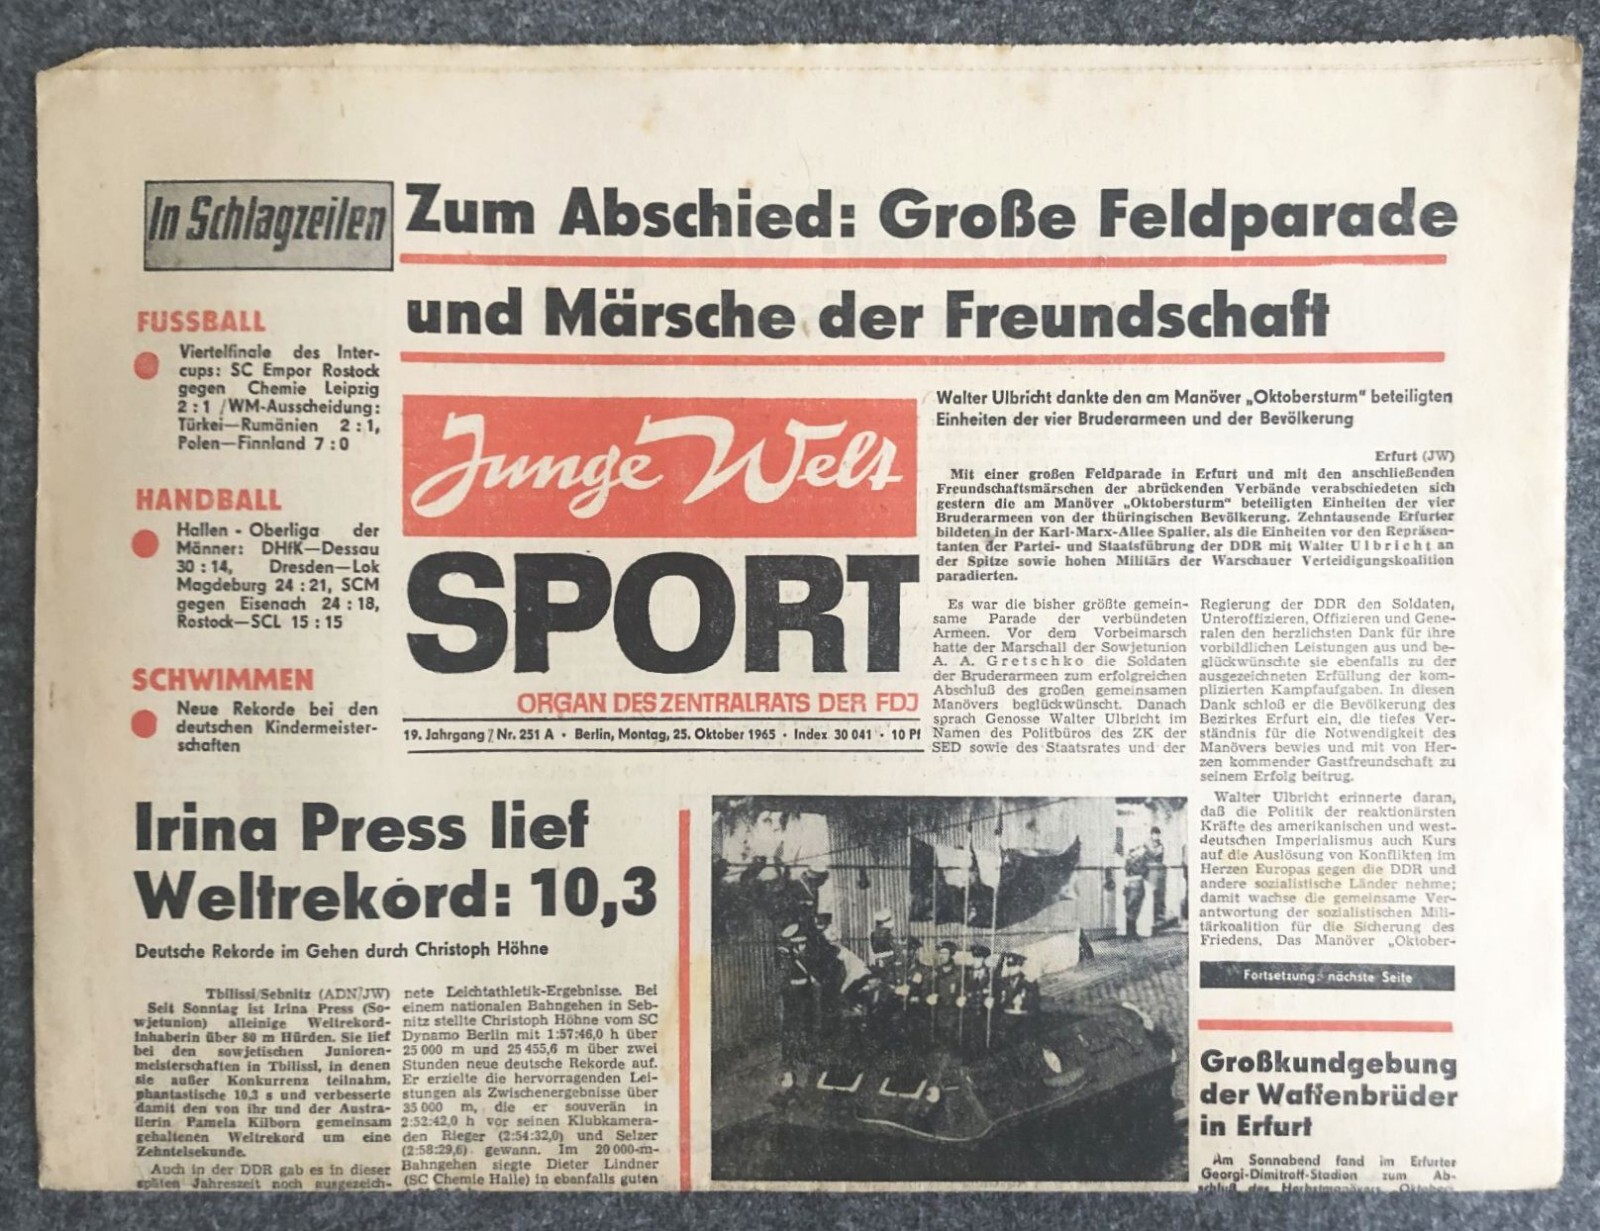 In Schlagzeilen
Zum Abschied: Große Feldparade
und Märsche der Freundschaft
FUSSBALL
Viertelfinale des Inter-
cups: SC Empor Rostock
gegen Chemie Leipzig
2 : 1 / WM-Ausscheidung:
Türkei—Rumänien 2 : 1,
Polen—Finnland 7 : 0
HANDBALL
Hallen - Oberliga der
Männer: DHfK—Dessau
30 : 14, Dresden—Lok
Magdeburg 24 : 21, SCM
gegen Eisenach 24 : 18,
Rostock—SCL 15 : 15
SCHWIMMEN
Neue Rekorde bei den
deutschen Kindermeister-
schaften
Junge Welt
SPORT
ORGAN DES ZENTRALRATS DER FDJ
19. Jahrgang / Nr. 251 A • Berlin, Montag, 25. Oktober 1965 • Index 30 041 • 10 Pf
Walter Ulbricht dankte den am Manöver „Oktobersturm“ beteiligten
Einheiten der vier Bruderarmeen und der Bevölkerung
Erfurt (JW)
Mit einer großen Feldparade in Erfurt und mit den anschließenden
Freundschaftsmärschen der abrückenden Verbände verabschiedeten sich
gestern die am Manöver „Oktobersturm“ beteiligten Einheiten der vier
Bruderarmeen von der thüringischen Bevölkerung. Zehntausende Erfurter
bildeten in der Karl-Marx-Allee Spalier, als die Einheiten vor den Repräsen-
tanten der Partei- und Staatsführung der DDR mit Walter Ulbricht an
der Spitze sowie hohen Militärs der Warschauer Verteidigungskoalition
paradierten.
Es war die bisher größte gemein-
same Parade der verbündeten
Armeen. Vor dem Vorbeimarsch
hatte der Marschall der Sowjetunion
A. A. Gretschko die Soldaten
der Bruderarmeen zum erfolgreichen
Abschluß des großen gemeinsamen
Manövers beglückwünscht. Danach
sprach Genosse Walter Ulbricht im
Namen des Politbüros des ZK der
SED sowie des Staatsrates und der
Regierung der DDR den Soldaten,
Unteroffizieren, Offizieren und Gene-
ralen den herzlichsten Dank für ihre
vorbildlichen Leistungen aus und be-
glückwünschte sie ebenfalls zu der
ausgezeichneten Erfüllung der kom-
plizierten Kampfaufgaben. In diesen
Dank schloß er die Bevölkerung des
Bezirkes Erfurt ein, die tiefes Ver-
ständnis für die Notwendigkeit des
Manövers bewies und mit von Her-
zen kommender Gastfreundschaft zu
seinem Erfolg beitrug.
Walter Ulbricht erinnerte daran,
daß die Politik der reaktionärsten
Kräfte des amerikanischen und west-
deutschen Imperialismus auch Kurs
auf die Auslösung von Konflikten im
Herzen Europas gegen die DDR und
andere sozialistische Länder nehme;
damit wachse die gemeinsame Ver-
antwortung der sozialistischen Mili-
tärkoalition für die Sicherung des
Friedens. Das Manöver „Oktober-
Fortsetzung: nächste Seite
Irina Press lief
Weltrekord: 10,3
Deutsche Rekorde im Gehen durch Christoph Höhne
Tbilissi/Sebnitz (ADN/JW)
Seit Sonntag ist Irina Press (So-
wjetunion) alleinige Weltrekord-
inhaberin über 80 m Hürden. Sie lief
bei den sowjetischen Junioren-
meisterschaften in Tbilissi, in denen
sie außer Konkurrenz teilnahm,
phantastische 10,3 s und verbesserte
damit den von ihr und der Austra-
lierin Pamela Kilborn gemeinsam
gehaltenen Weltrekord um eine
Zehntelsekunde.
Auch in der DDR gab es in dieser
späten Jahreszeit noch ausgezeich-
nete Leichtathletik-Ergebnisse. Bei
einem nationalen Bahngehen in Seb-
nitz stellte Christoph Höhne vom SC
Dynamo Berlin mit 1:57:46,0 h über
25 000 m und 25 455,6 m über zwei
Stunden neue deutsche Rekorde auf.
Er erzielte die hervorragenden Lei-
stungen als Zwischenergebnisse über
35 000 m, die er souverän in
2:52:42,0 h vor seinen Klubkamera-
den Rieger (2:54:32,0) und Selzer
(2:58:29,6) gewann. Im 20 000-m-
Bahngehen siegte Dieter Lindner
(SC Chemie Halle) in ebenfalls guten
Großkundgebung
der Waffenbrüder
in Erfurt
Am Sonnabend fand im Erfurter
Georgi-Dimitroff-Stadion zum Ab-
schluß des Herbstmanövers „Oktober-